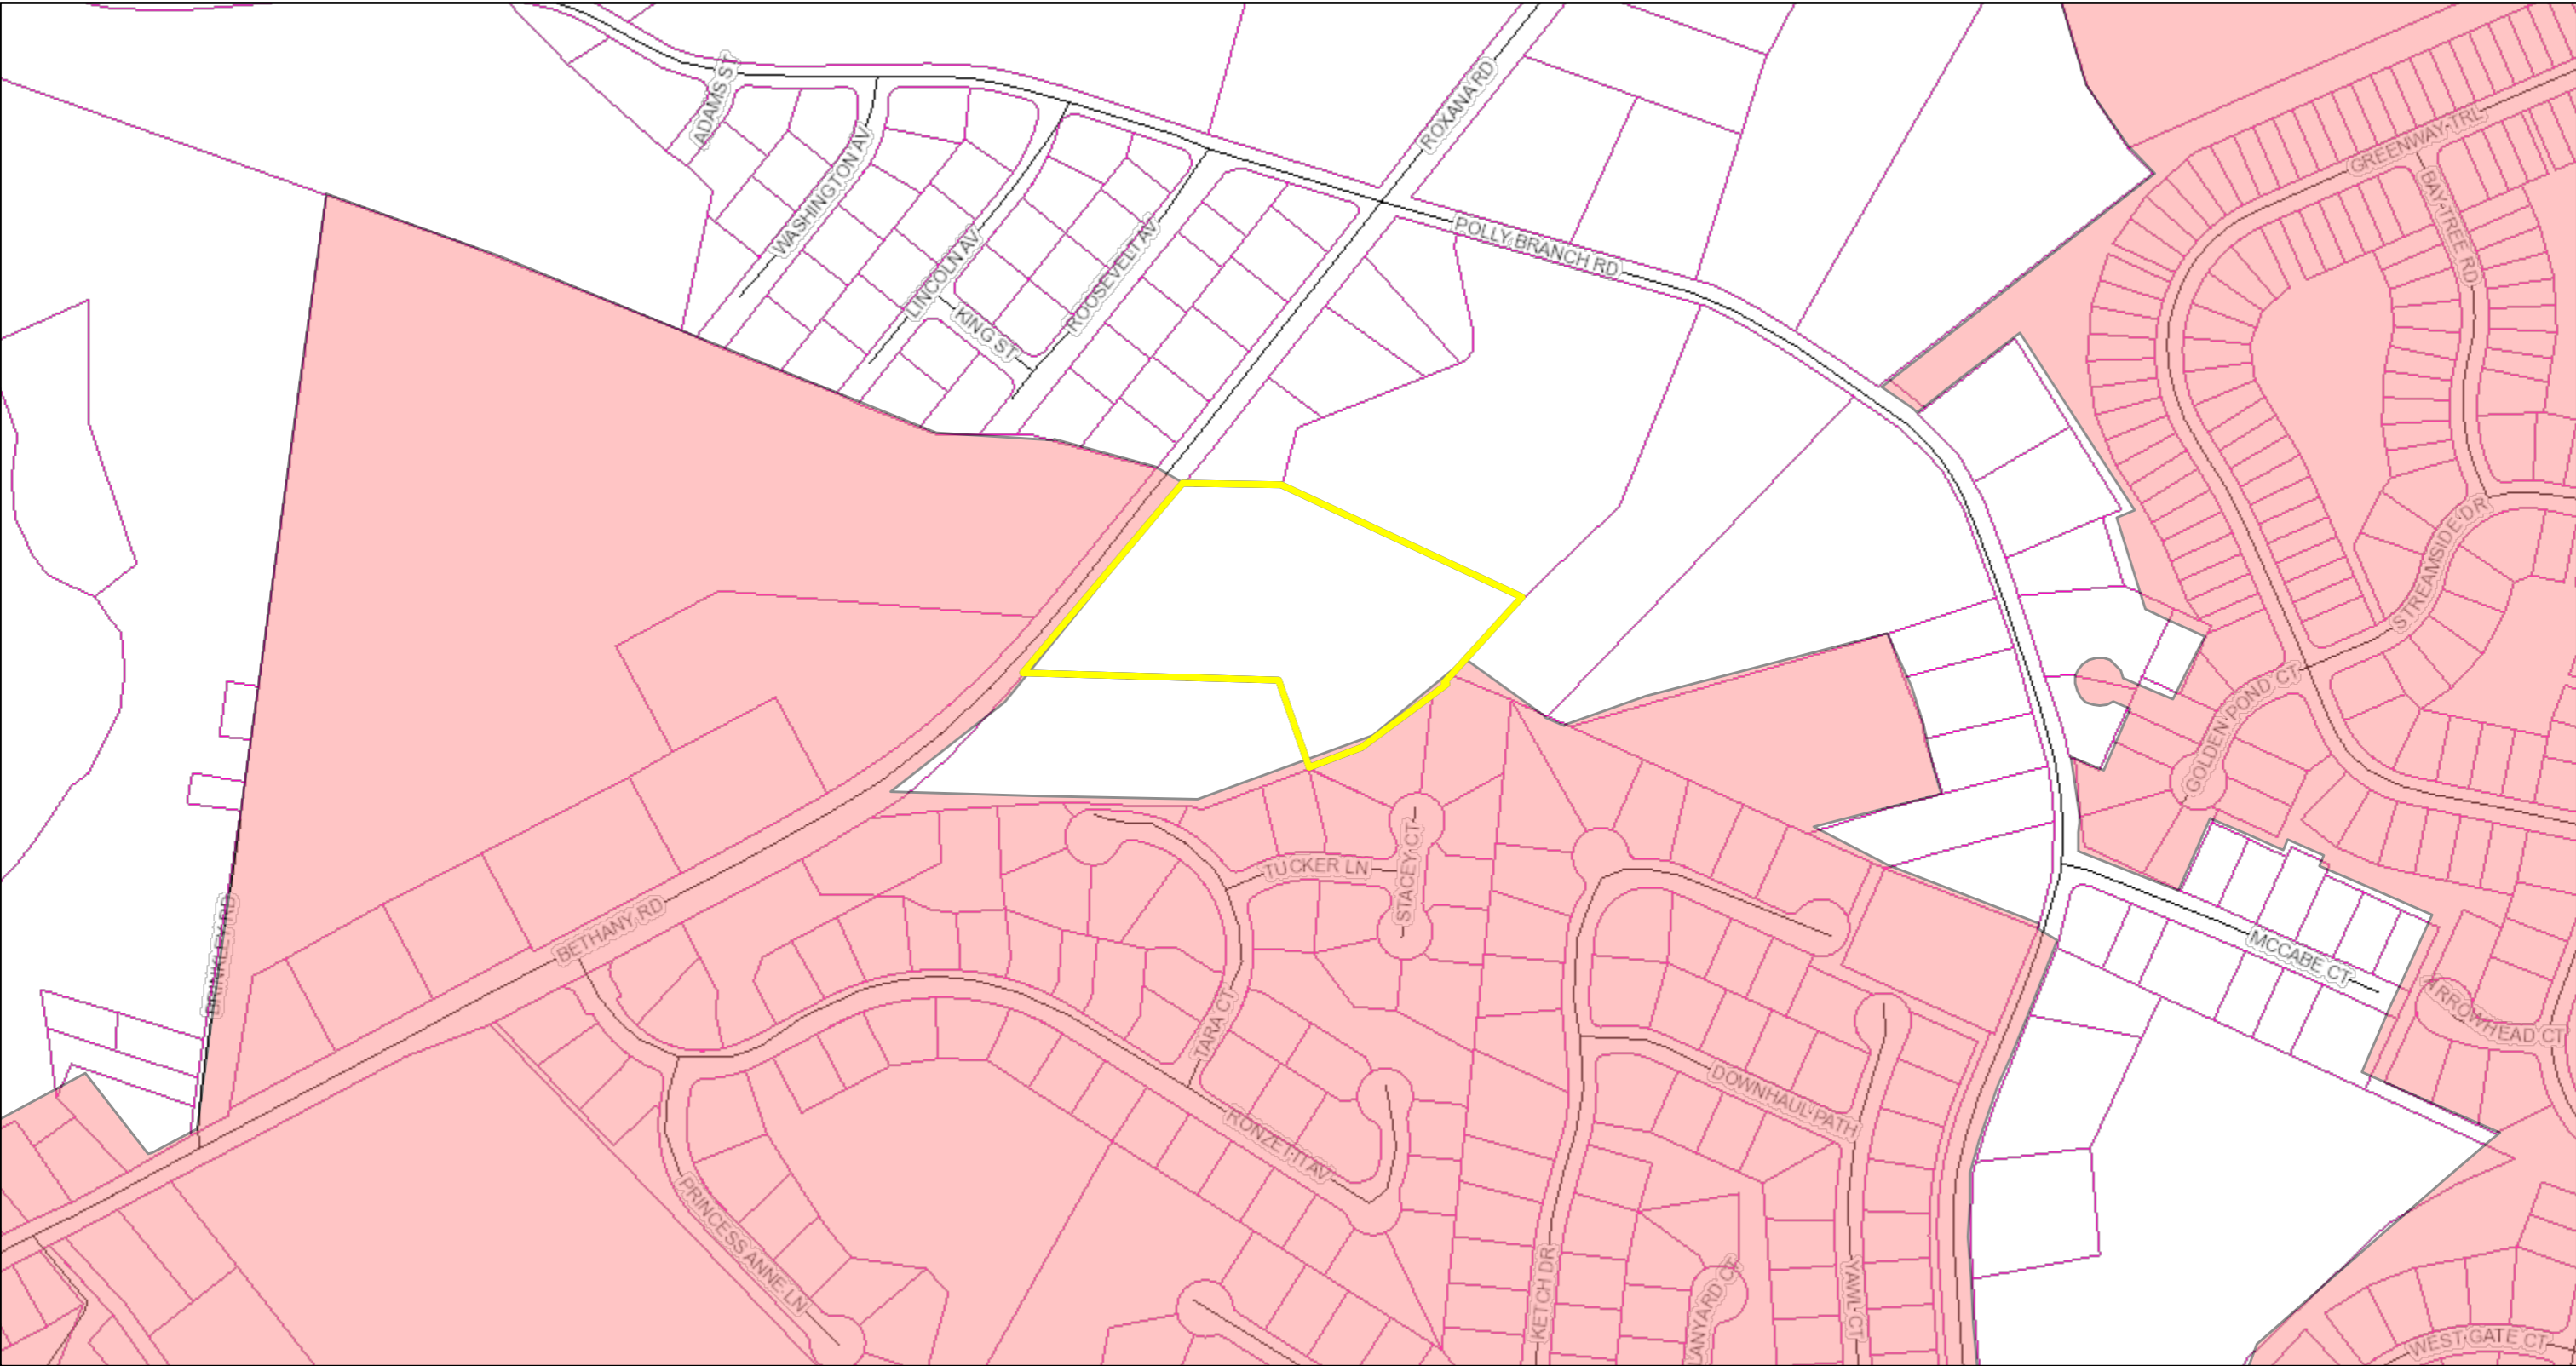 ADAMS ST
WASHINGTON AV
LINCOLN AV
KING ST
ROOSEVELT AV
ROXANA RD
POLLY BRANCH RD
GREENWAY TRL
BAY TREE RD
STREAMSIDE DR
GOLDEN POND CT
MCCABE CT
ARROWHEAD CT
BRINKLEY RD
BETHANY RD
TUCKER LN
STACEY CT
TARA CT
RONZETTI AV
PRINCESS ANNE LN
DOWNHAUL PATH
KETCH DR
LANYARD CT
YAWL CT
WEST GATE CT